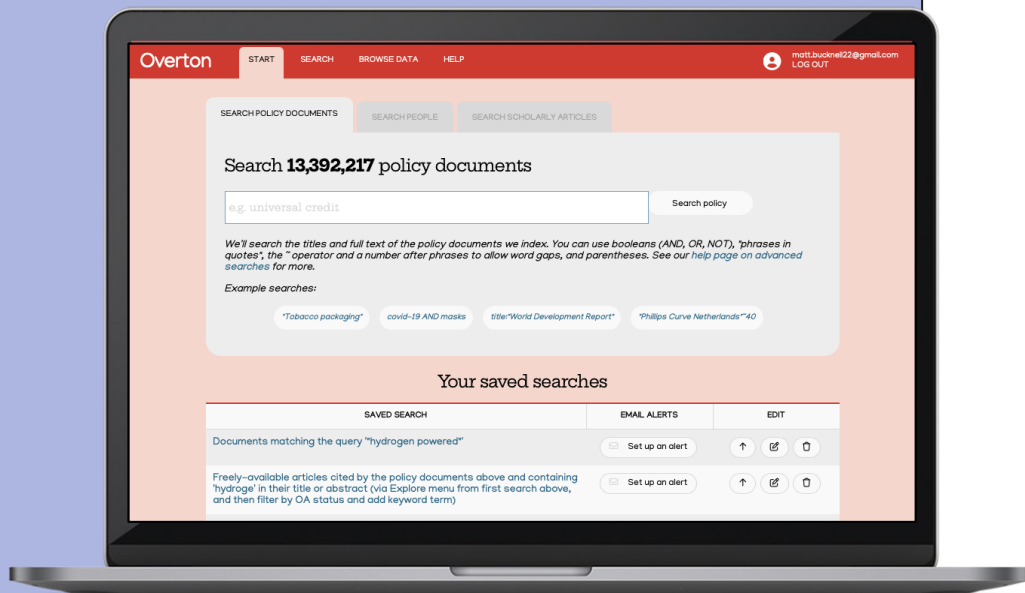 Overton
START SEARCH BROWSE DATA HELP
matt.bucknell22@gmail.com
LOG OUT
SEARCH POLICY DOCUMENTS SEARCH PEOPLE SEARCH SCHOLARLY ARTICLES
Search 13,392,217 policy documents
e.g. universal credit
Search policy
We'll search the titles and full text of the policy documents we index. You can use booleans (AND, OR, NOT), "phrases in
quotes", the ~ operator and a number after phrases to allow word gaps, and parentheses. See our help page on advanced
searches for more.
Example searches:
"Tobacco packaging" covid-19 AND masks title:"World Development Report" "Phillips Curve Netherlands"~40
Your saved searches
SAVED SEARCH EMAIL ALERTS EDIT
Documents matching the query '"hydrogen powered"'
Set up an alert
Freely-available articles cited by the policy documents above and containing
'hydroge' in their title or abstract (via Explore menu from first search above,
and then filter by OA status and add keyword term)
Set up an alert